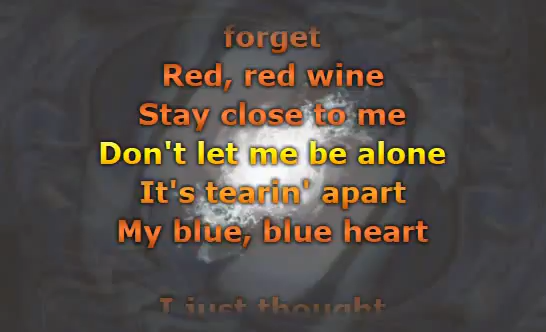 forget
Red, red wine
Stay close to me
Don't let me be alone
It's tearin' apart
My blue, blue heart
I just thought